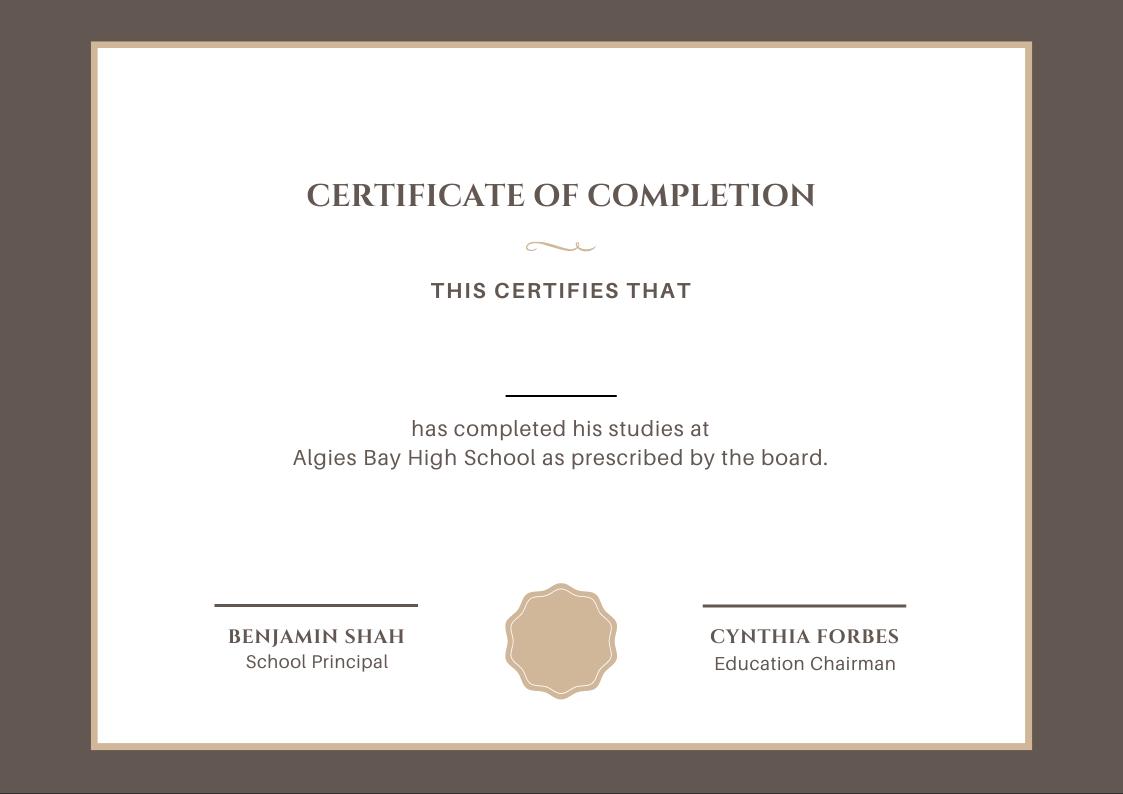 CERTIFICATE OF COMPLETION
THIS CERTIFIES THAT
has completed his studies at
Algies Bay High School as prescribed by the board.
BENJAMIN SHAH
School Principal
CYNTHIA FORBES
Education Chairman